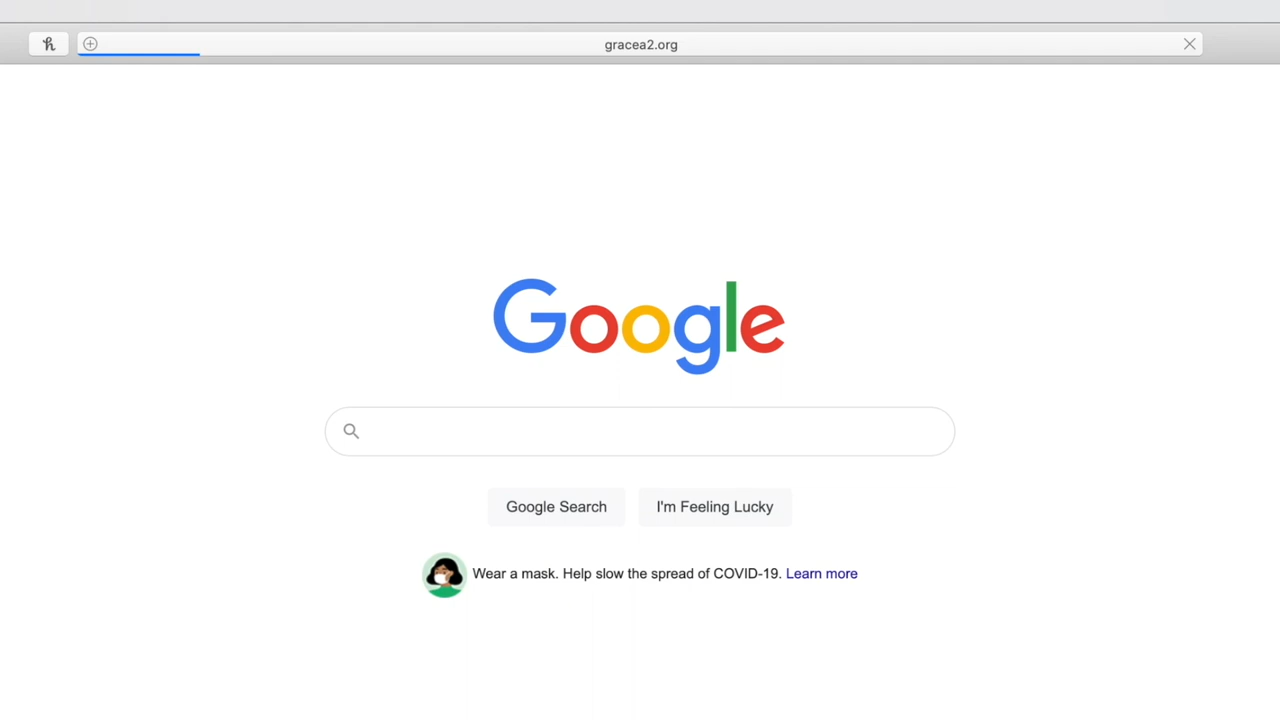 gracea2.org
Google
Google Search
I'm Feeling Lucky
Wear a mask. Help slow the spread of COVID-19. Learn more